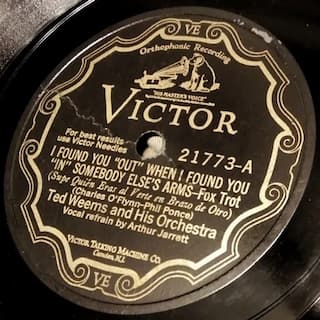 VE
Orthophonic Recording
"HIS MASTER'S VOICE"
VICTOR
For best results
use Victor Needles
21773-A
I FOUND YOU "OUT" WHEN I FOUND YOU
"IN" SOMEBODY ELSE'S ARMS-Fox Trot
(Supe Quién Eras al Verte en Brazo de Otro)
(Charles O'Flynn-Phil Ponce)
Ted Weems and His Orchestra
Vocal refrain by Arthur Jarrett
VICTOR TALKING MACHINE CO.
Camden, N.J.
VE